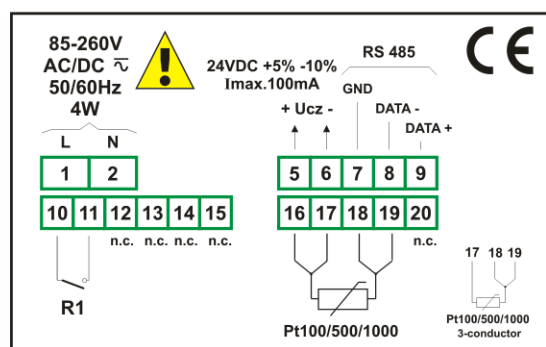 85-260V
AC/DC
50/60Hz
4W
L N
24VDC +5% -10%
Imax.100mA
+ Ucz -
RS 485
GND
DATA -
DATA +
CE
1 2
5 6 7 8 9
10 11 12 13 14 15
n.c. n.c. n.c. n.c.
16 17 18 19 20
n.c.
R1
Pt100/500/1000
17 18 19
Pt100/500/1000
3-conductor